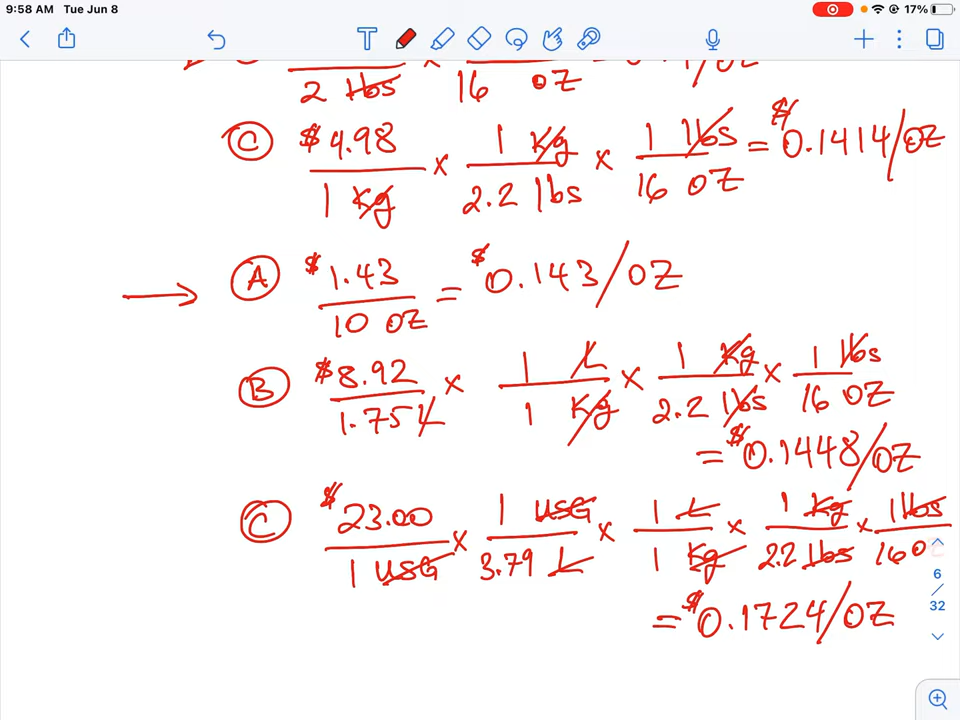 9:58 AM Tue Jun 8 17%
T
2 lbs × 16 OZ
Ⓒ $4.98 / 1 Kg × 1 Kg / 2.2 lbs × 1 lbs / 16 OZ = $0.1414/OZ
→ Ⓐ $1.43 / 10 OZ = $0.143/OZ
Ⓑ $8.92 / 1.75 L × 1 L / 1 Kg × 1 Kg / 2.2 lbs × 1 lbs / 16 OZ
= $0.1448/OZ
Ⓒ $23.00 / 1 USG × 1 USG / 3.79 L × 1 L / 1 Kg × 1 Kg / 2.2 lbs × 1 lbs / 16 O
= $0.1724/OZ
6
/
32